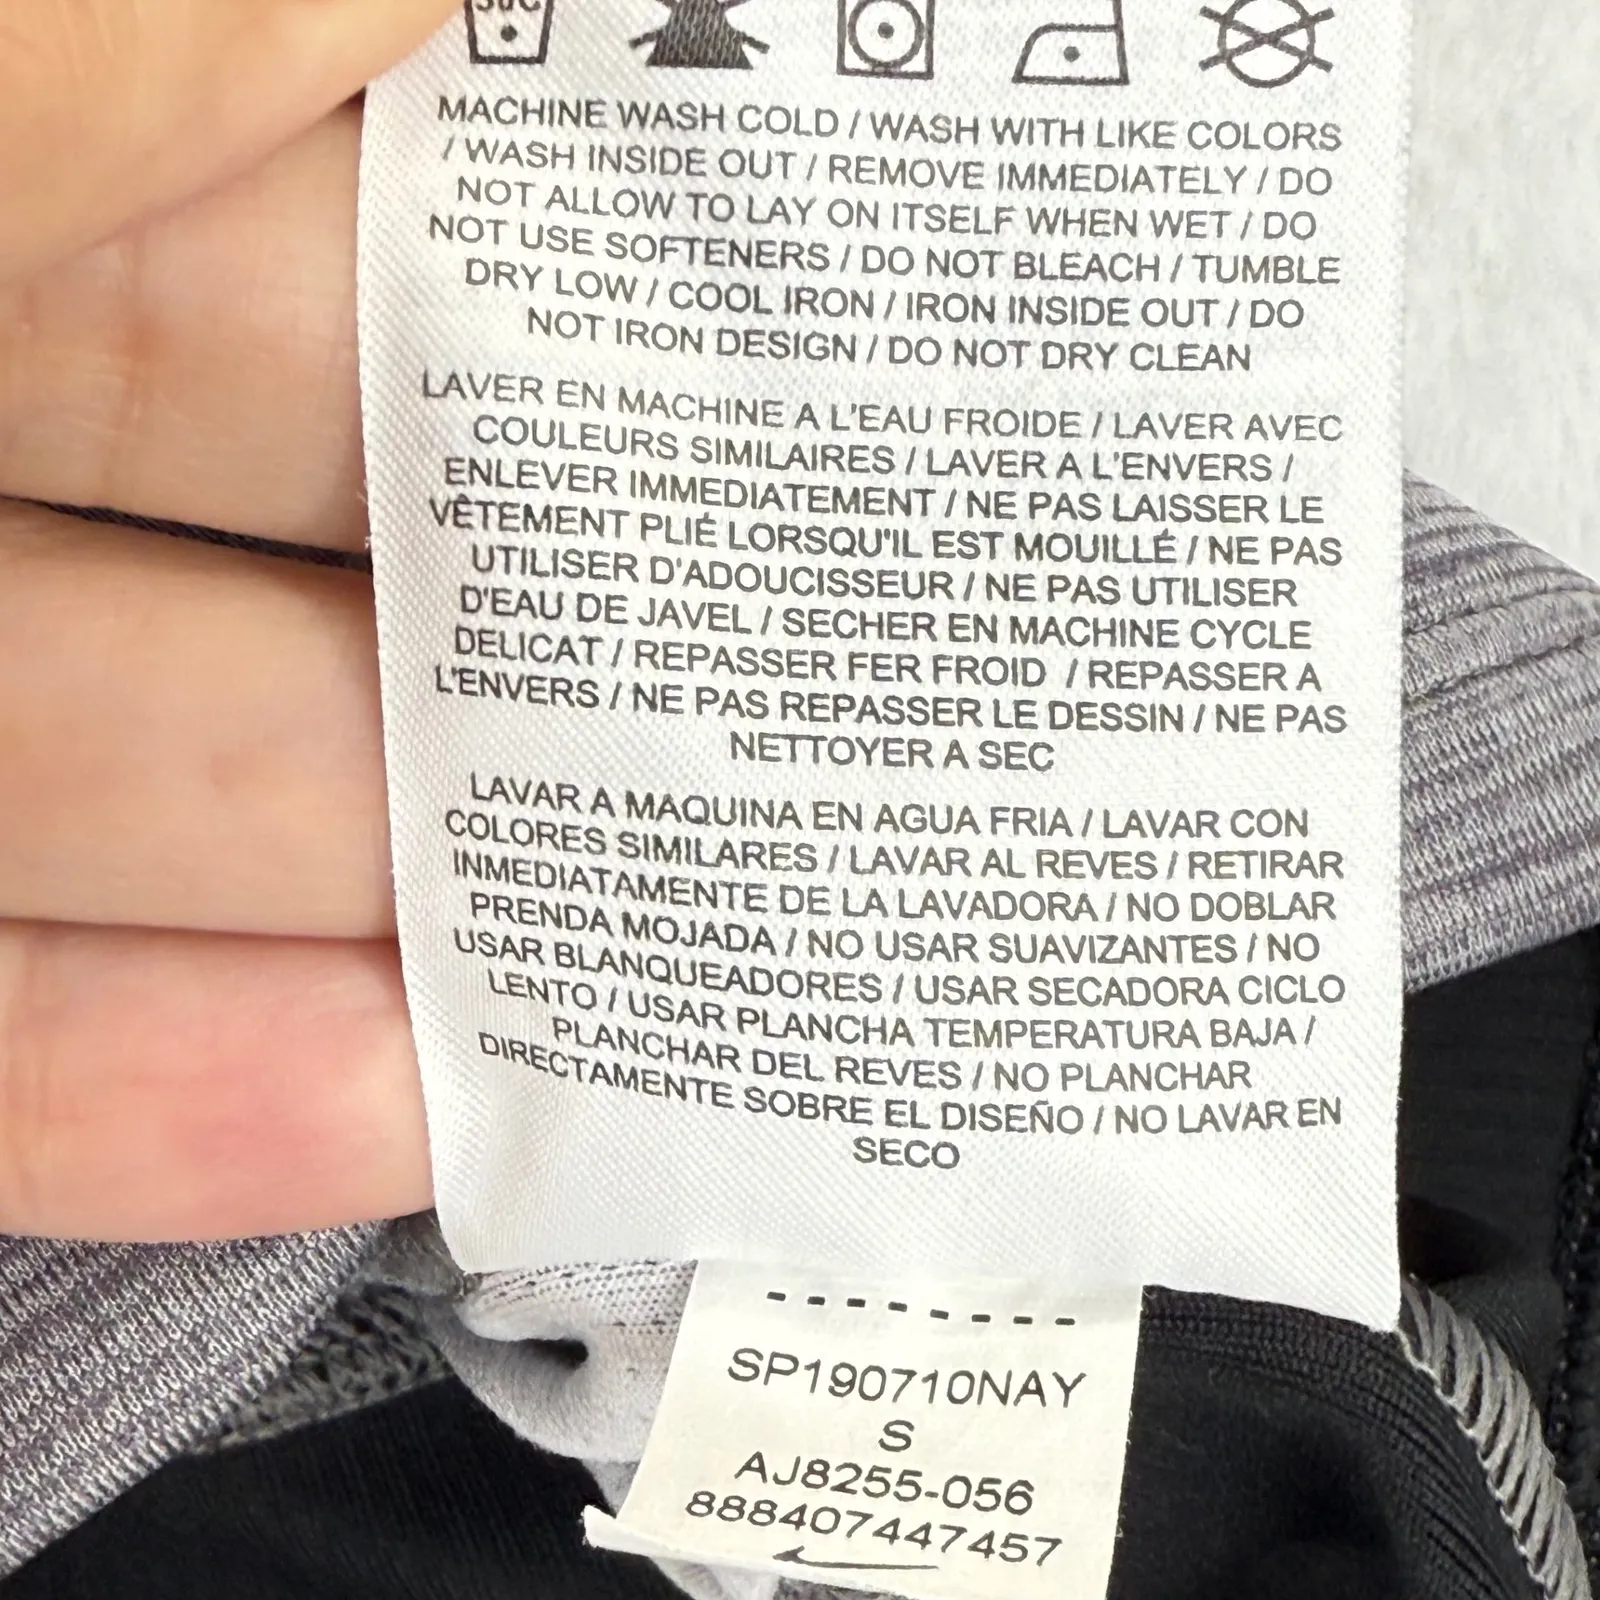 30C
MACHINE WASH COLD / WASH WITH LIKE COLORS
/ WASH INSIDE OUT / REMOVE IMMEDIATELY / DO
NOT ALLOW TO LAY ON ITSELF WHEN WET / DO
NOT USE SOFTENERS / DO NOT BLEACH / TUMBLE
DRY LOW / COOL IRON / IRON INSIDE OUT / DO
NOT IRON DESIGN / DO NOT DRY CLEAN
LAVER EN MACHINE A L'EAU FROIDE / LAVER AVEC
COULEURS SIMILAIRES / LAVER A L'ENVERS /
ENLEVER IMMEDIATEMENT / NE PAS LAISSER LE
VÊTEMENT PLIÉ LORSQU'IL EST MOUILLÉ / NE PAS
UTILISER D'ADOUCISSEUR / NE PAS UTILISER
D'EAU DE JAVEL / SECHER EN MACHINE CYCLE
DELICAT / REPASSER FER FROID / REPASSER A
L'ENVERS / NE PAS REPASSER LE DESSIN / NE PAS
NETTOYER A SEC
LAVAR A MAQUINA EN AGUA FRIA / LAVAR CON
COLORES SIMILARES / LAVAR AL REVES / RETIRAR
INMEDIATAMENTE DE LA LAVADORA / NO DOBLAR
PRENDA MOJADA / NO USAR SUAVIZANTES / NO
USAR BLANQUEADORES / USAR SECADORA CICLO
LENTO / USAR PLANCHA TEMPERATURA BAJA /
PLANCHAR DEL REVES / NO PLANCHAR
DIRECTAMENTE SOBRE EL DISEÑO / NO LAVAR EN
SECO
SP190710NAY
S
AJ8255-056
888407447457